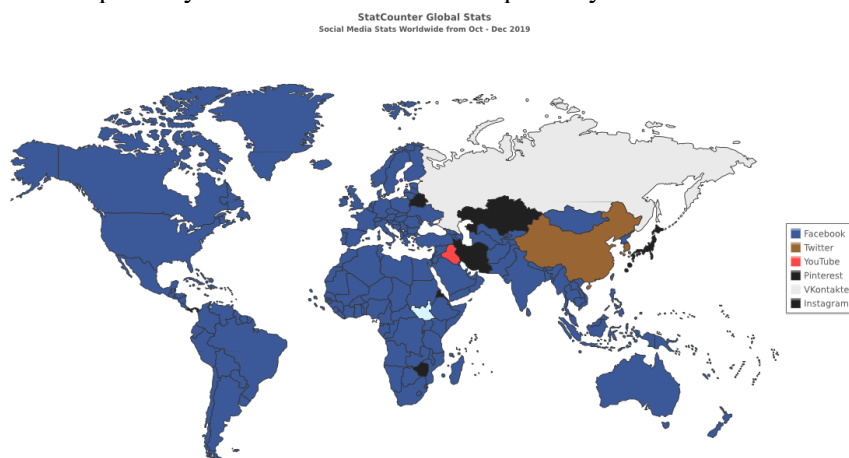 StatCounter Global Stats
Social Media Stats Worldwide from Oct - Dec 2019
Facebook
Twitter
YouTube
Pinterest
VKontakte
Instagram